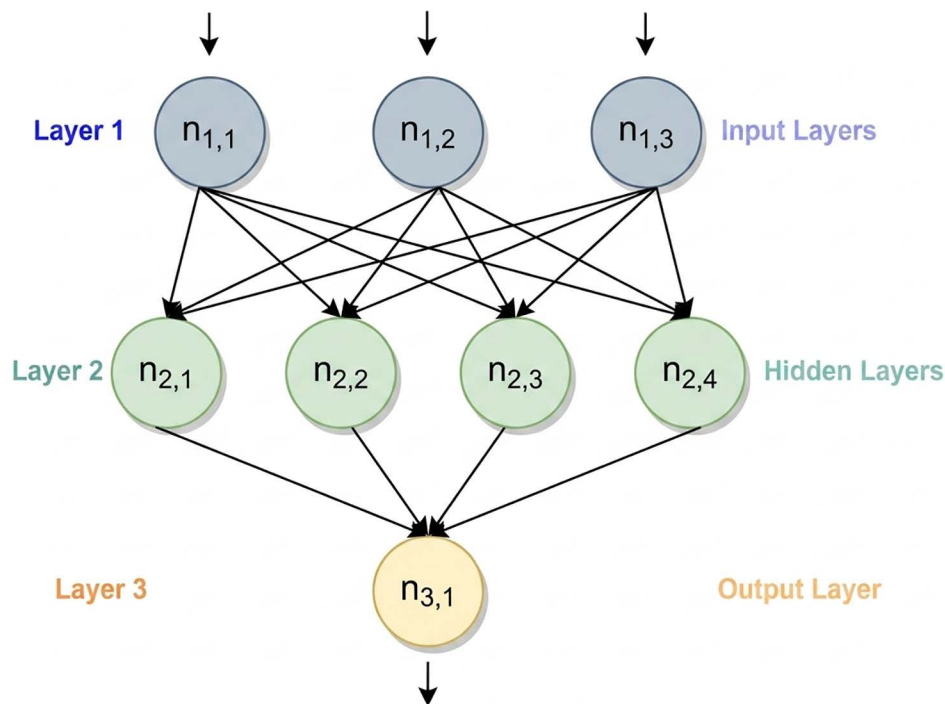 Layer 1 n1,1 n1,2 n1,3 Input Layers
Layer 2 n2,1 n2,2 n2,3 n2,4 Hidden Layers
Layer 3 n3,1 Output Layer